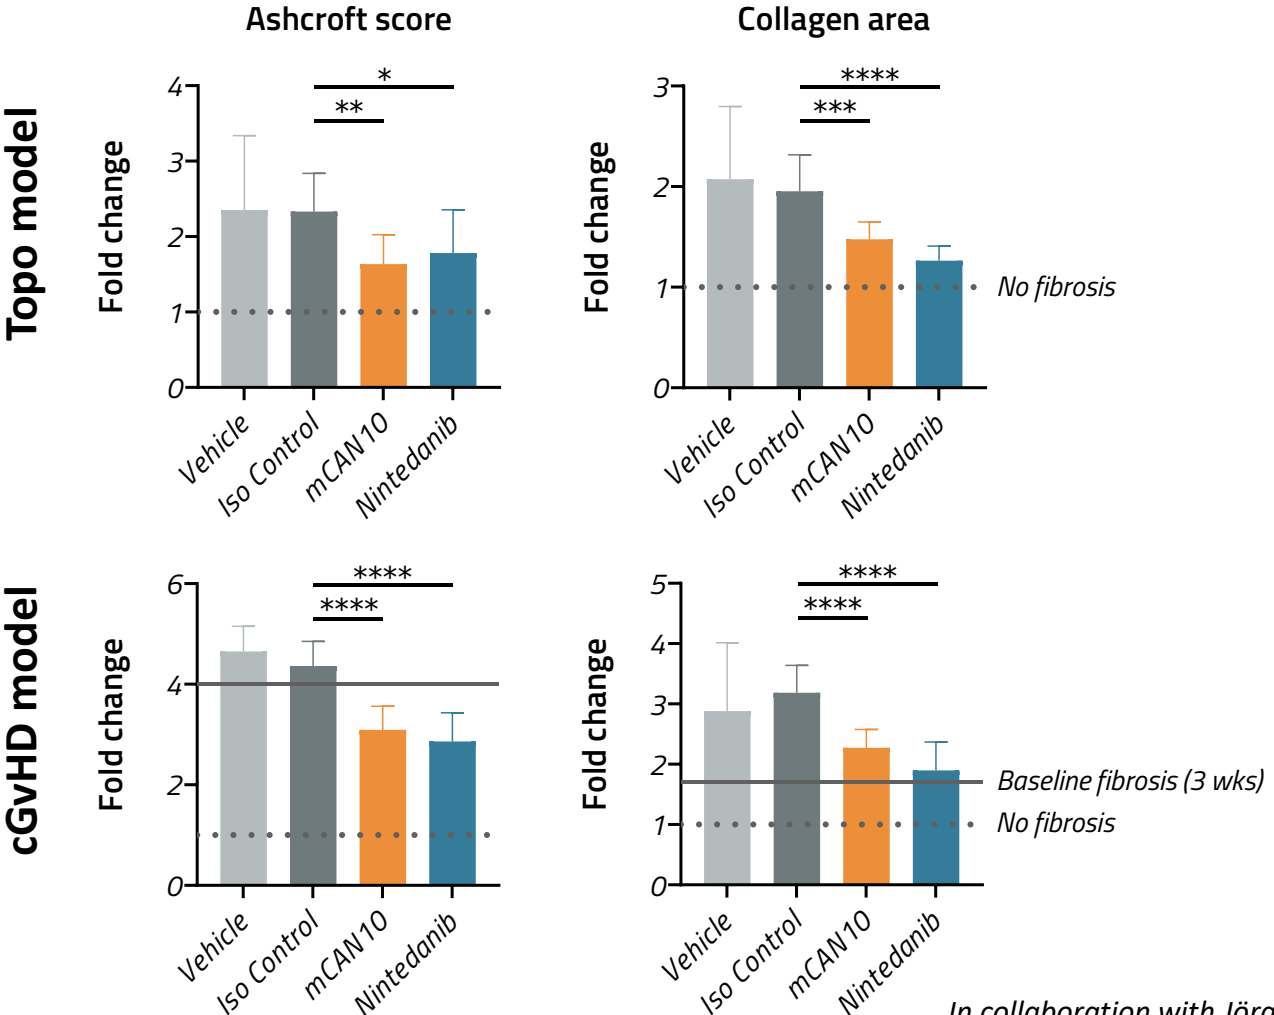 Ashcroft score
Collagen area
Topo model
Fold change
4
3
2
1
0
*
**
Vehicle
Iso Control
mCAN10
Nintedanib
Fold change
3
2
1
0
****
***
No fibrosis
Vehicle
Iso Control
mCAN10
Nintedanib
cGvHD model
Fold change
6
4
2
0
****
****
Vehicle
Iso Control
mCAN10
Nintedanib
Fold change
5
4
3
2
1
0
****
****
Baseline fibrosis (3 wks)
No fibrosis
Vehicle
Iso Control
mCAN10
Nintedanib
In collaboration with